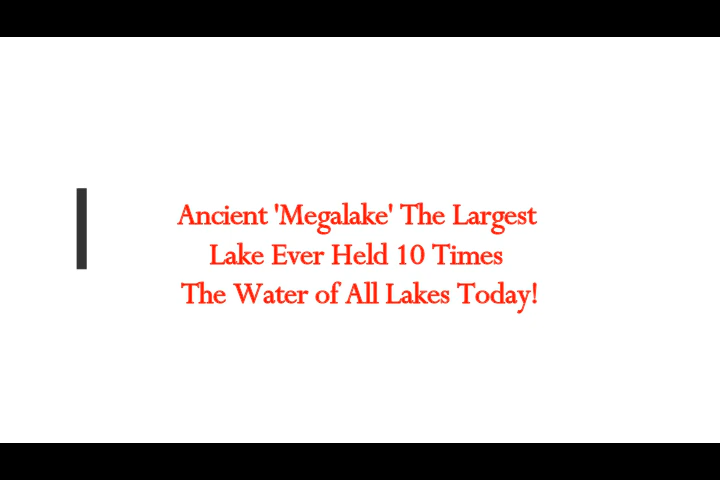 Ancient 'Megalake' The Largest
Lake Ever Held 10 Times
The Water of All Lakes Today!